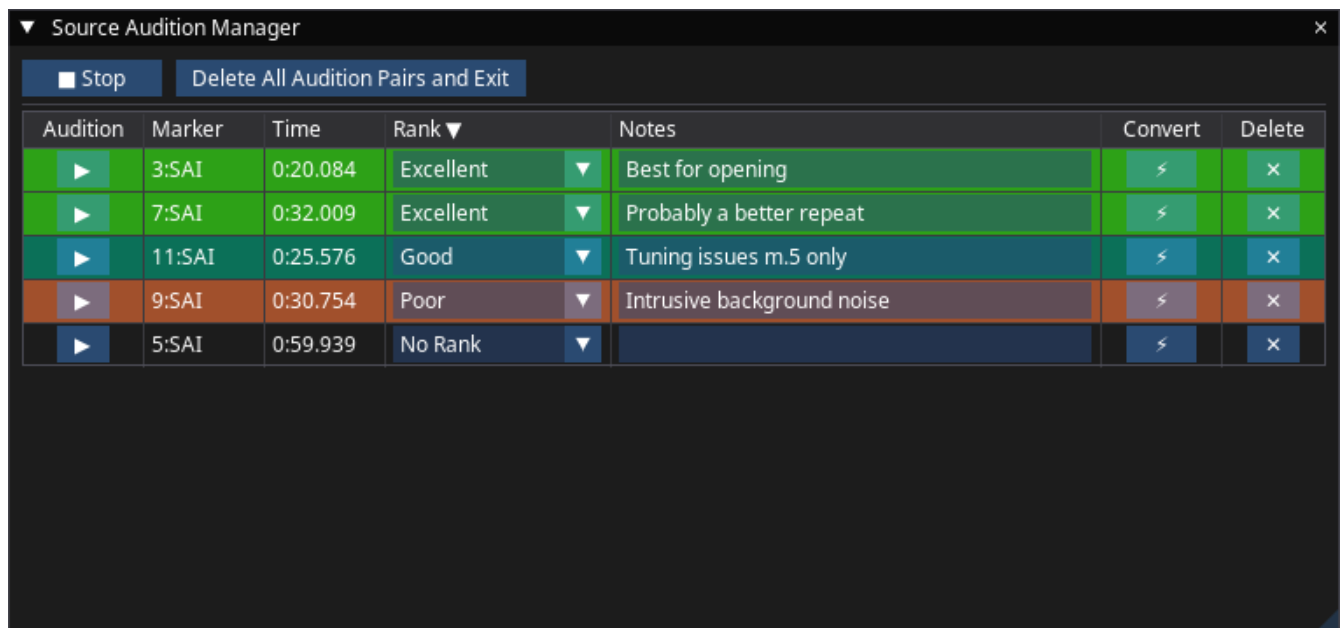 ▼ Source Audition Manager ×
■ Stop Delete All Audition Pairs and Exit
Audition Marker Time Rank ▼ Notes Convert Delete
▶ 3:SAI 0:20.084 Excellent ▼ Best for opening ⚡ ×
▶ 7:SAI 0:32.009 Excellent ▼ Probably a better repeat ⚡ ×
▶ 11:SAI 0:25.576 Good ▼ Tuning issues m.5 only ⚡ ×
▶ 9:SAI 0:30.754 Poor ▼ Intrusive background noise ⚡ ×
▶ 5:SAI 0:59.939 No Rank ▼ ⚡ ×